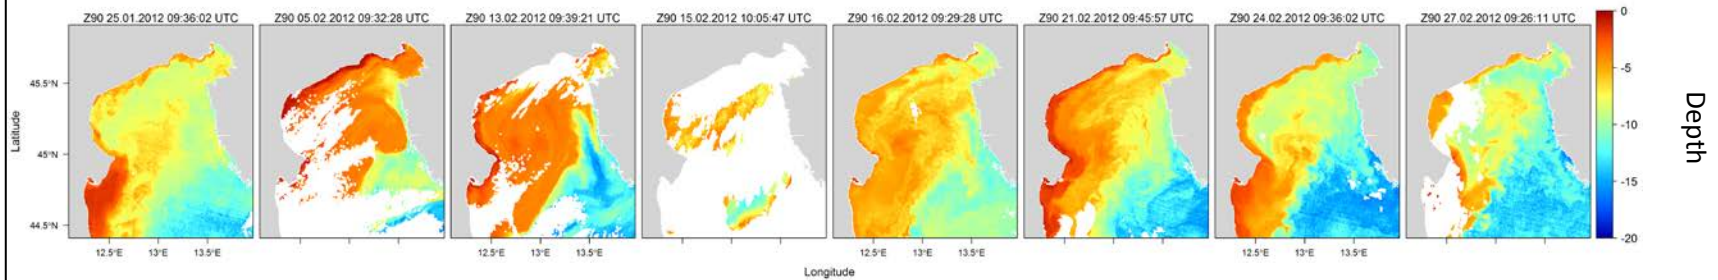 Z90 25.01.2012 09:36:02 UTC
Z90 05.02.2012 09:32:28 UTC
Z90 13.02.2012 09:39:21 UTC
Z90 15.02.2012 10:05:47 UTC
Z90 16.02.2012 09:29:28 UTC
Z90 21.02.2012 09:45:57 UTC
Z90 24.02.2012 09:36:02 UTC
Z90 27.02.2012 09:26:11 UTC
Latitude
45.5°N
45°N
44.5°N
12.5°E 13°E 13.5°E
12.5°E 13°E 13.5°E
12.5°E 13°E 13.5°E
12.5°E 13°E 13.5°E
Longitude
0
-5
-10
-15
-20
Depth